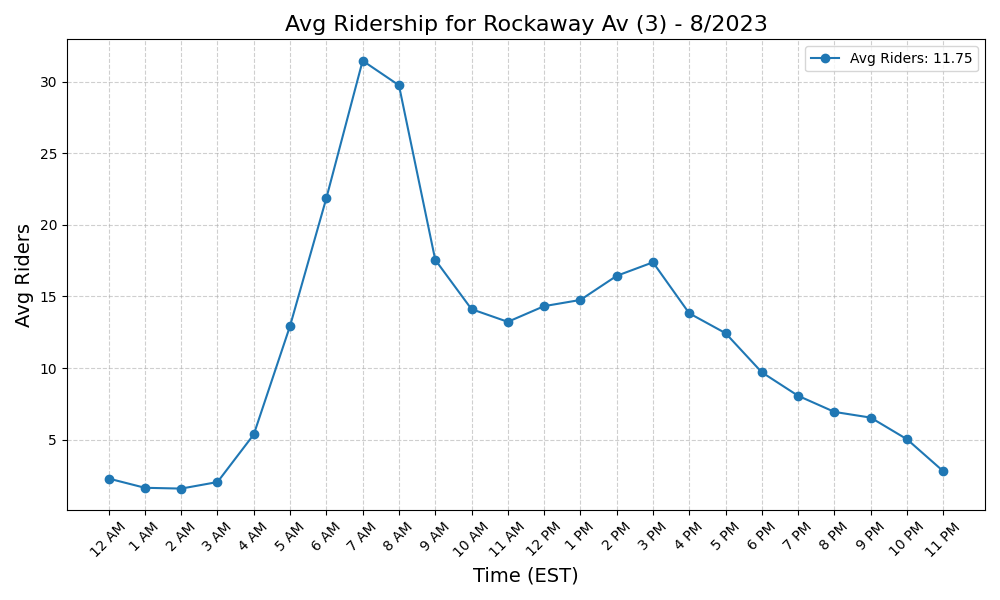 Avg Ridership for Rockaway Av (3) - 8/2023
Avg Riders: 11.75
Avg Riders
30
25
20
15
10
5
12 AM
1 AM
2 AM
3 AM
4 AM
5 AM
6 AM
7 AM
8 AM
9 AM
10 AM
11 AM
12 PM
1 PM
2 PM
3 PM
4 PM
5 PM
6 PM
7 PM
8 PM
9 PM
10 PM
11 PM
Time (EST)